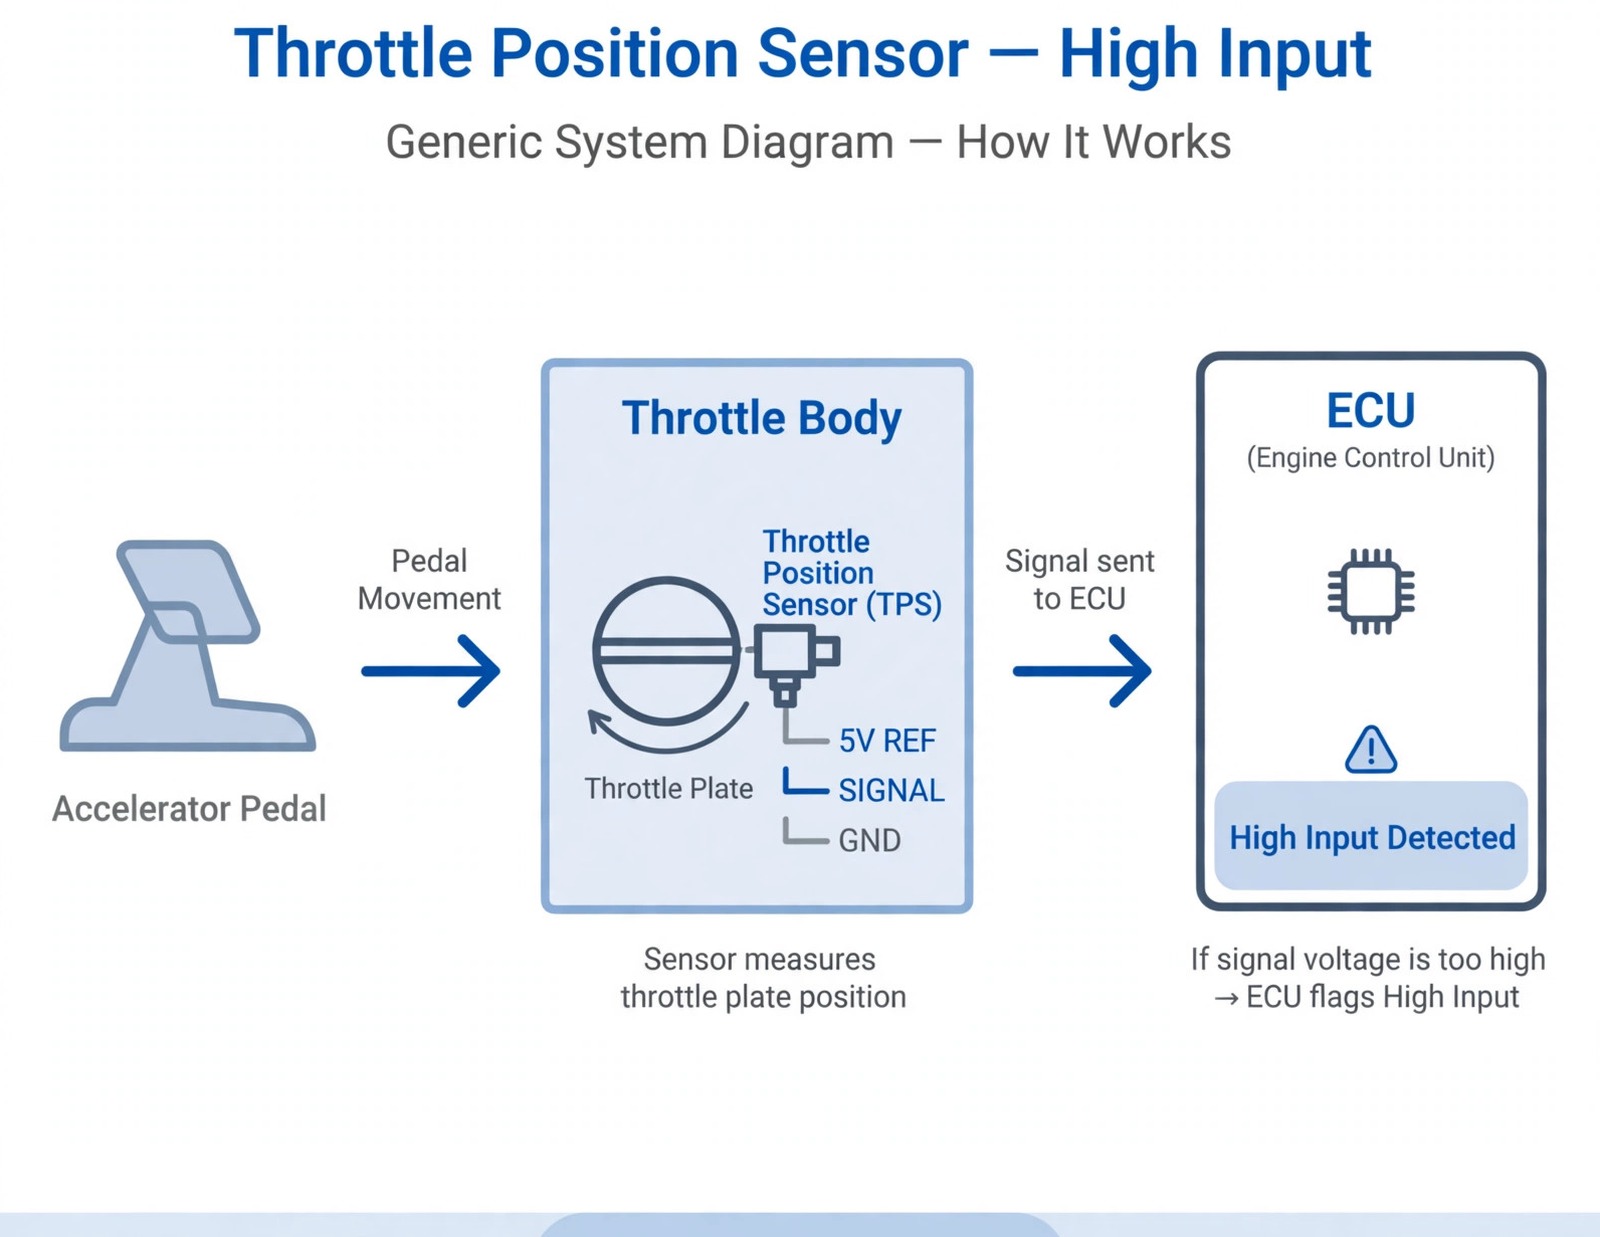 Throttle Position Sensor — High Input
Generic System Diagram — How It Works
Accelerator Pedal
Pedal
Movement
Throttle Body
Throttle
Position
Sensor (TPS)
Throttle Plate
5V REF
SIGNAL
GND
Sensor measures
throttle plate position
Signal sent
to ECU
ECU
(Engine Control Unit)
High Input Detected
If signal voltage is too high
→ ECU flags High Input